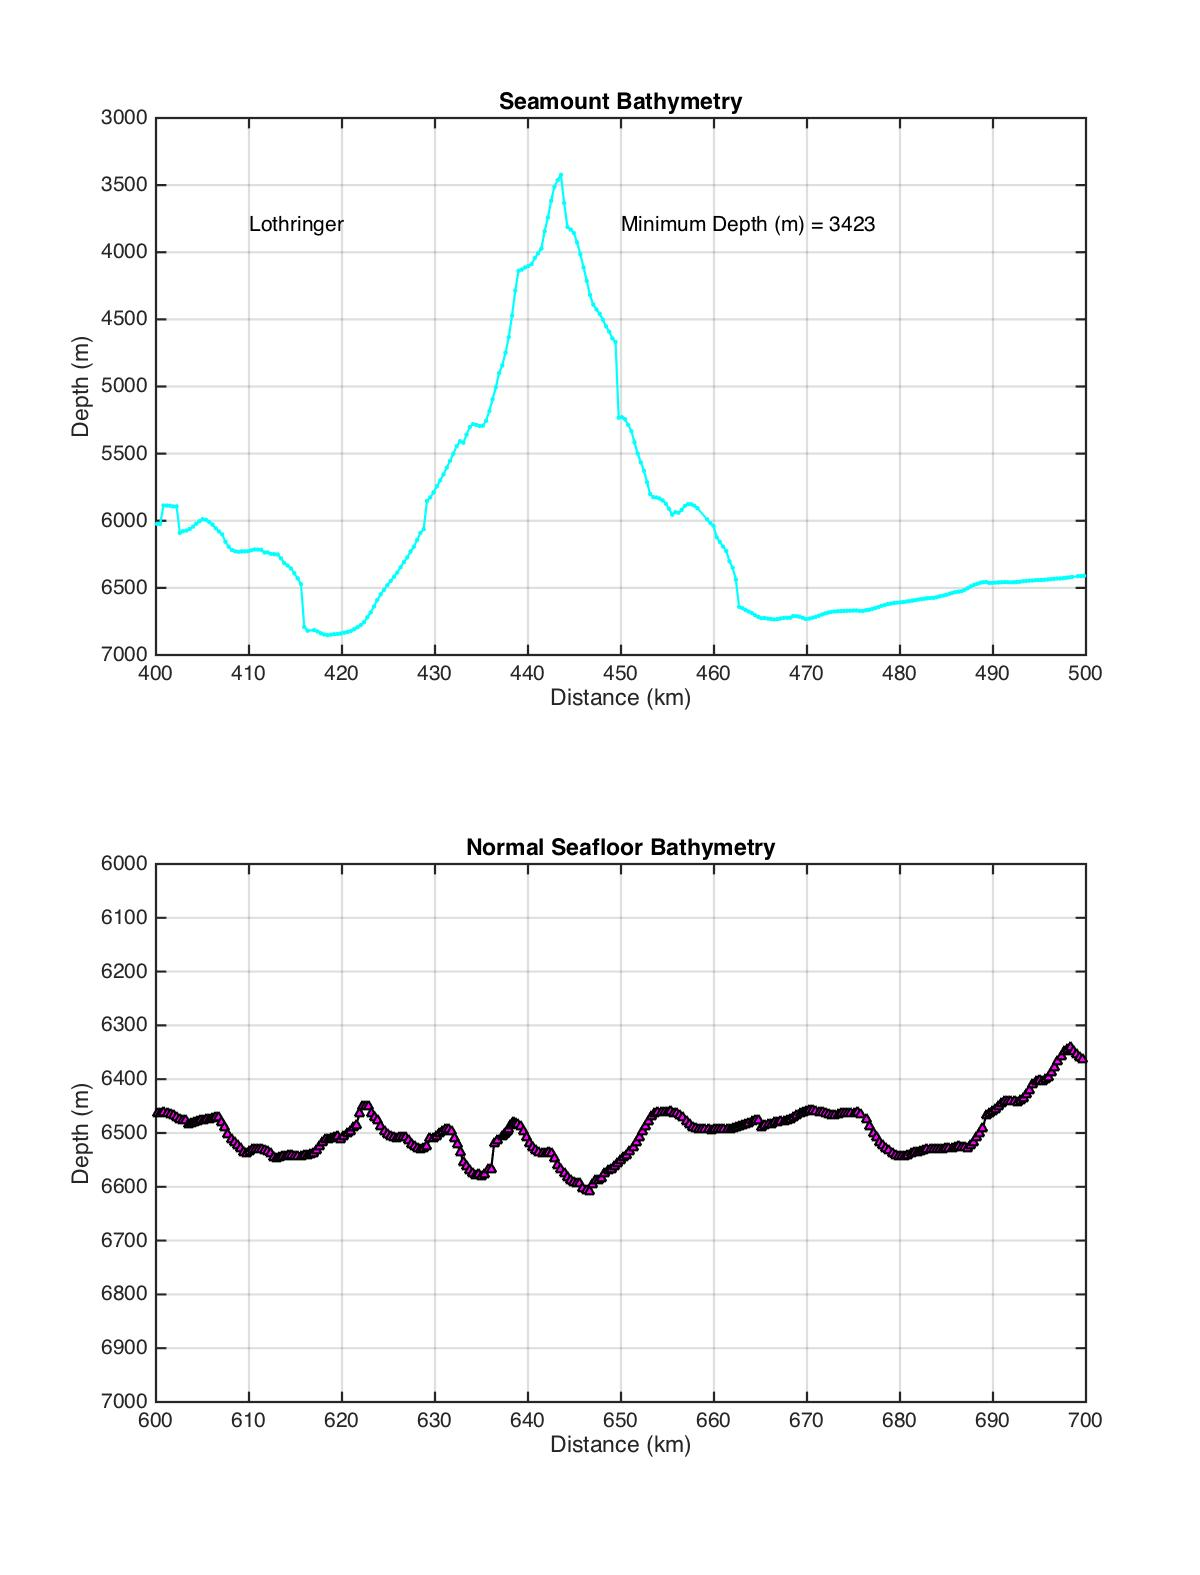 Seamount Bathymetry
3000
3500
4000
4500
5000
5500
6000
6500
7000
Depth (m)
Lothringer
Minimum Depth (m) = 3423
400 410 420 430 440 450 460 470 480 490 500
Distance (km)
Normal Seafloor Bathymetry
6000
6100
6200
6300
6400
6500
6600
6700
6800
6900
7000
Depth (m)
600 610 620 630 640 650 660 670 680 690 700
Distance (km)